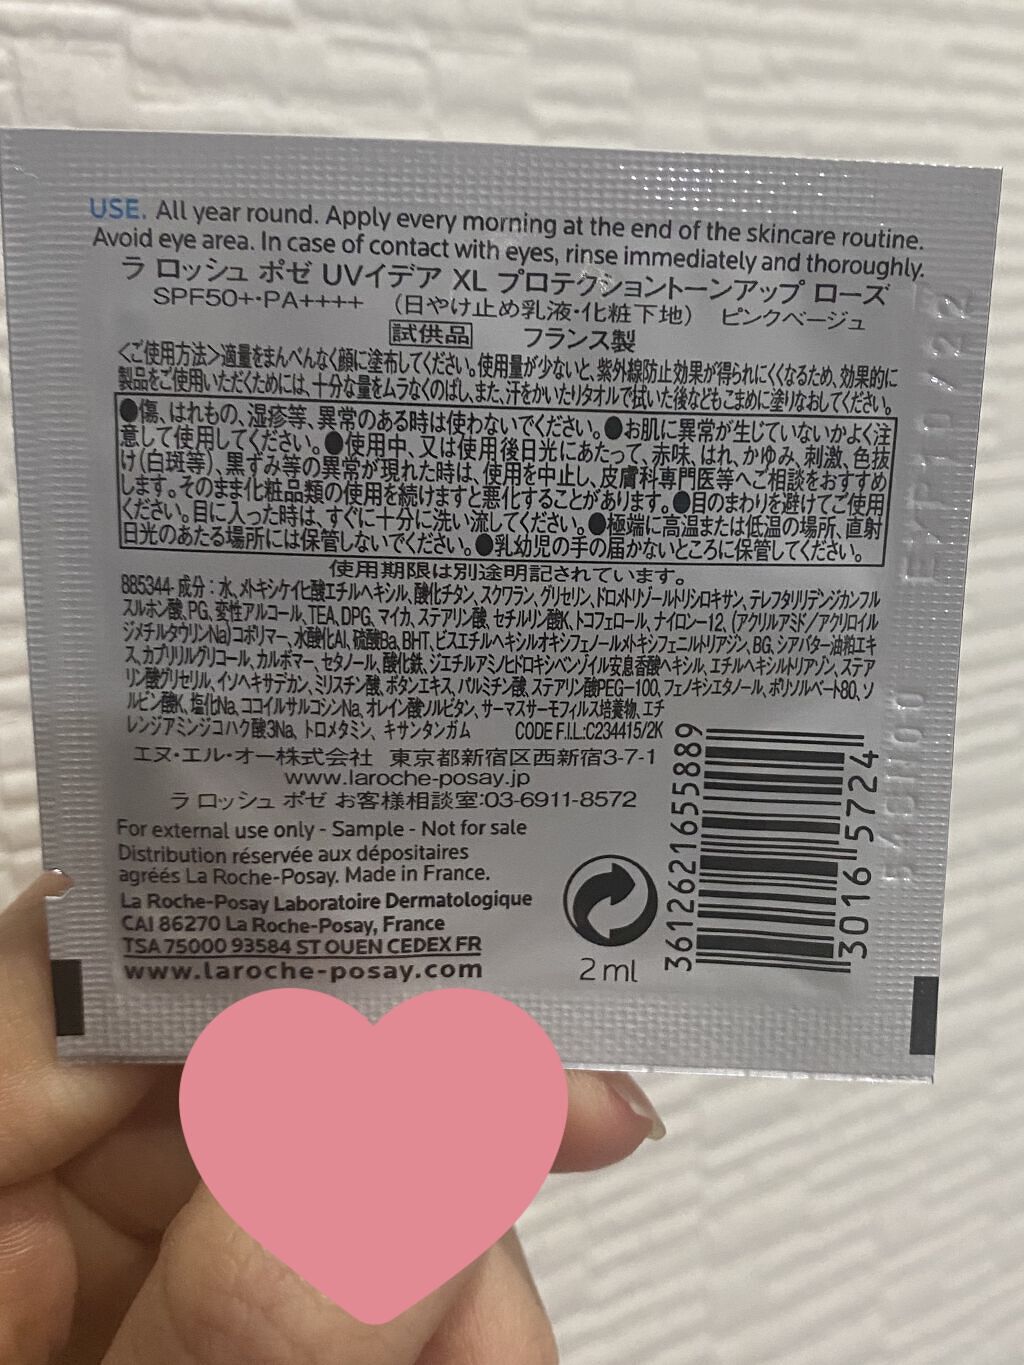 USE. All year round. Apply every morning at the end of the skincare routine.
Avoid eye area. In case of contact with eyes, rinse immediately and thoroughly.
ラ ロッシュ ポゼ UVイデア XL プロテクショントーンアップ ローズ
SPF50+・PA++++ (日やけ止め乳液・化粧下地) ピンクベージュ
試供品 フランス製
<ご使用方法>適量をまんべんなく顔に塗布してください。使用量が少ないと、紫外線防止効果が得られにくくなるため、効果的に
製品をご使用いただくためには、十分な量をムラなくのばし、また、汗をかいたりタオルで拭いた後などもこまめに塗りなおしてください。
●傷、はれもの、湿疹等、異常のある時は使わないでください。●お肌に異常が生じていないかよく注
意して使用してください。●使用中、又は使用後日光にあたって、赤味、はれ、かゆみ、刺激、色抜
け(白斑等)、黒ずみ等の異常が現れた時は、使用を中止し、皮膚科専門医等へご相談をおすすめ
します。そのまま化粧品類の使用を続けますと悪化することがあります。●目のまわりを避けてご使用
ください。目に入った時は、すぐに十分に洗い流してください。●極端に高温または低温の場所、直射
日光のあたる場所には保管しないでください。●乳幼児の手の届かないところに保管してください。
使用期限は別途明記されています。
885344- 成分：水、メトキシケイヒ酸エチルヘキシル、酸化チタン、スクワラン、グリセリン、ドロメトリゾールトリシロキサン、テレフタリリデンジカンフル
スルホン酸、PG、変性アルコール、TEA、DPG、マイカ、ステアリン酸、セチルリン酸K、トコフェロール、ナイロン-12、(アクリルアミド/アクリロイル
ジメチルタウリンNa)コポリマー、水酸化Al、硫酸Ba、BHT、ビスエチルヘキシルオキシフェノールメトキシフェニルトリアジン、BG、シアバター油粕エキ
ス、カプリリルグリコール、カルボマー、セタノール、酸化鉄、ジエチルアミノヒドロキシベンゾイル安息香酸ヘキシル、エチルヘキシルトリアゾン、ステア
リン酸グリセリル、イソヘキサデカン、ミリスチン酸、ボタンエキス、パルミチン酸、ステアリン酸PEG-100、フェノキシエタノール、ポリソルベート80、ソ
ルビン酸K、塩化Na、ココイルサルコシンNa、オレイン酸ソルビタン、サーマスサーモフィルス培養物、エチ
レンジアミンジコハク酸3Na、トロメタミン、キサンタンガム CODE F.I.L:C234415/2K
エヌ・エル・オー株式会社 東京都新宿区西新宿3-7-1
www.laroche-posay.jp
ラ ロッシュ ポゼ お客様相談室:03-6911-8572
For external use only - Sample - Not for sale
Distribution réservée aux dépositaires
agréés La Roche-Posay. Made in France.
La Roche-Posay Laboratoire Dermatologique
CAI 86270 La Roche-Posay, France
TSA 75000 93584 ST OUEN CEDEX FR
www.laroche-posay.com
2 ml
3612621655889
30165724